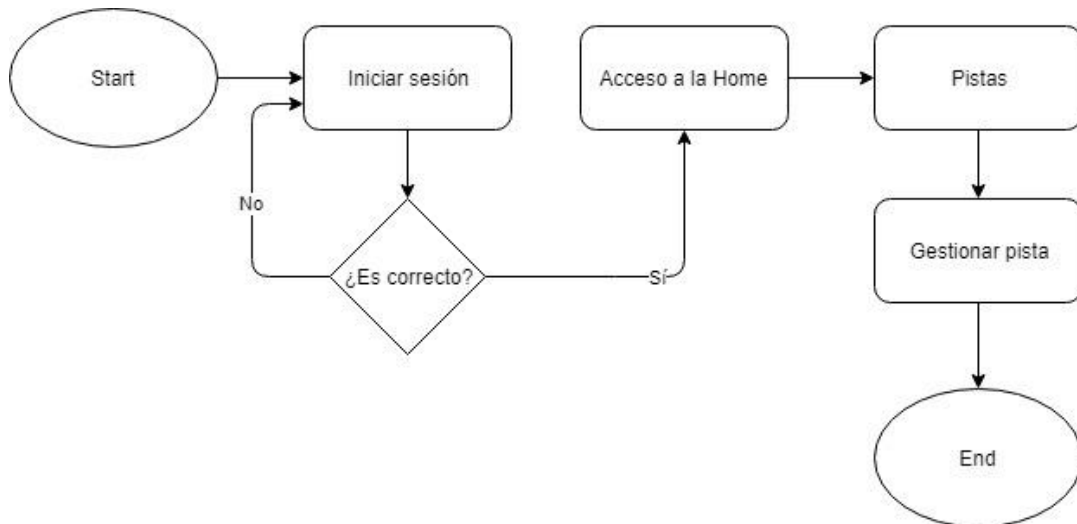 Start
Iniciar sesión
Acceso a la Home
Pistas
No
¿Es correcto?
Sí
Gestionar pista
End